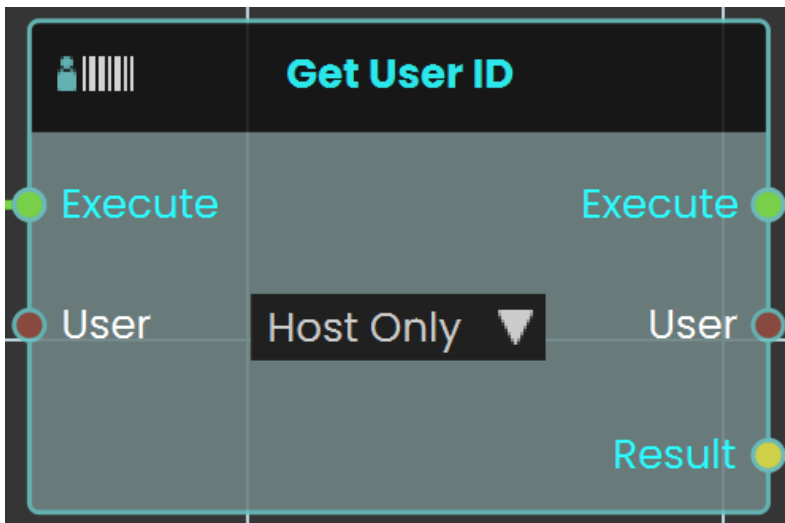 Get User ID
Execute Execute
User Host Only User
Result